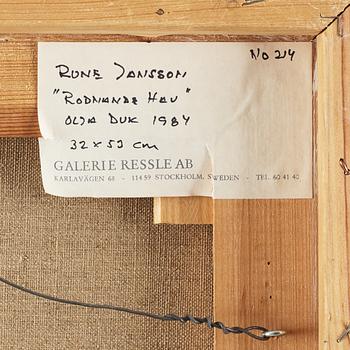 No 214
RUNE JANSSON
"RODNANDE HAV"
OLJA DUK 1984
32 x 53 cm
GALERIE RESSLE AB
KARLAVÄGEN 68 - 114 59 STOCKHOLM, SWEDEN - TEL. 60 41 40